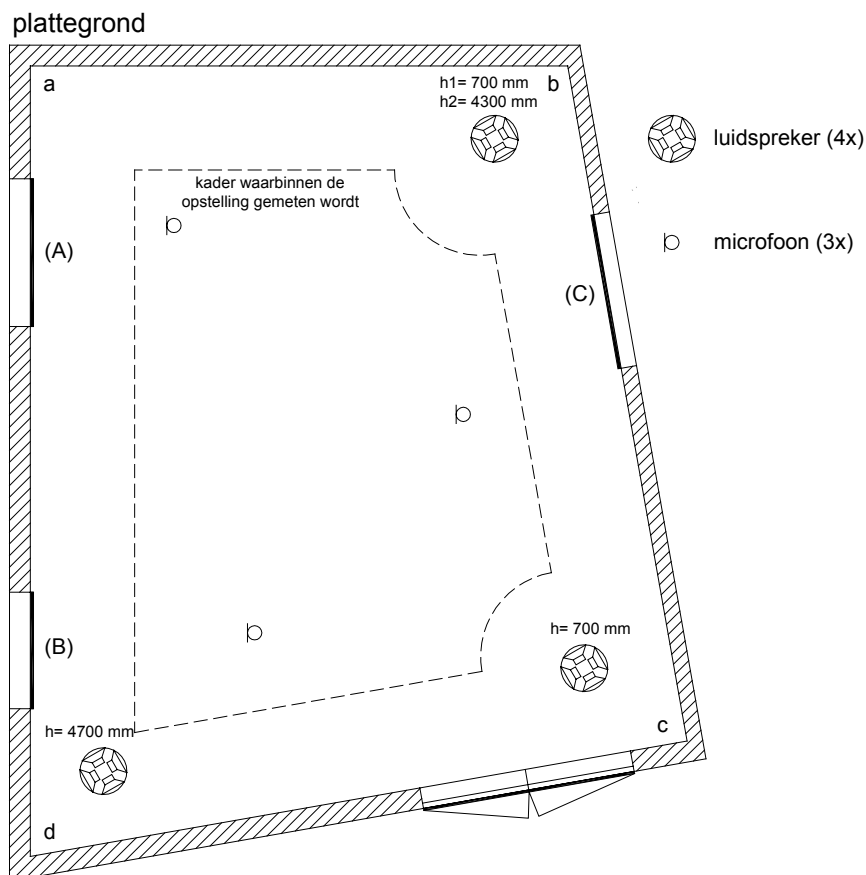 plattegrond
a
h1= 700 mm
h2= 4300 mm
b
luidspreker (4x)
kader waarbinnen de
opstelling gemeten wordt
(A)
microfoon (3x)
(C)
h= 700 mm
(B)
h= 4700 mm
c
d